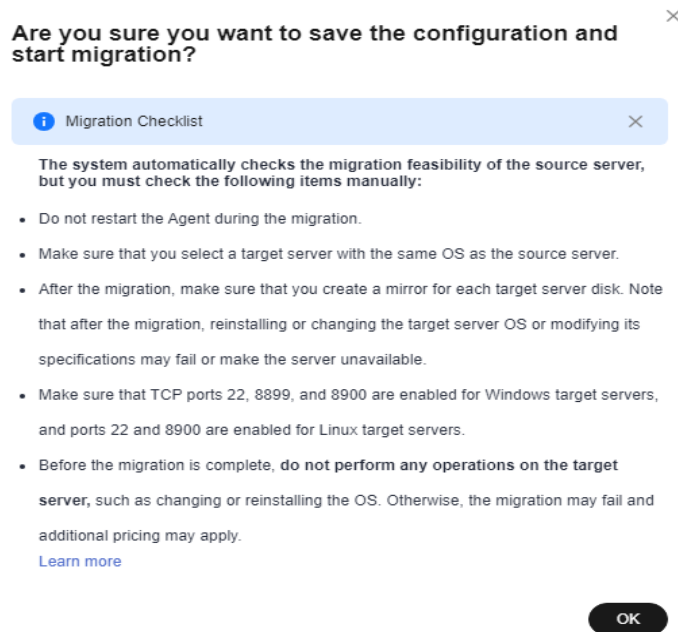 Are you sure you want to save the configuration and
start migration?
Migration Checklist
The system automatically checks the migration feasibility of the source server,
but you must check the following items manually:
• Do not restart the Agent during the migration.
• Make sure that you select a target server with the same OS as the source server.
• After the migration, make sure that you create a mirror for each target server disk. Note
that after the migration, reinstalling or changing the target server OS or modifying its
specifications may fail or make the server unavailable.
• Make sure that TCP ports 22, 8899, and 8900 are enabled for Windows target servers,
and ports 22 and 8900 are enabled for Linux target servers.
• Before the migration is complete, do not perform any operations on the target
server, such as changing or reinstalling the OS. Otherwise, the migration may fail and
additional pricing may apply.
Learn more
OK